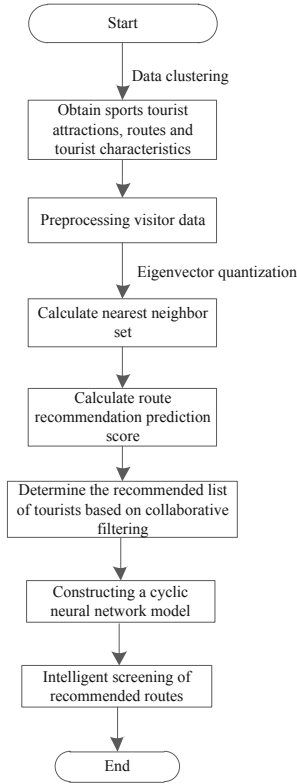 Start
Data clustering
Obtain sports tourist
attractions, routes and
tourist characteristics
Preprocessing visitor data
Eigenvector quantization
Calculate nearest neighbor
set
Calculate route
recommendation prediction
score
Determine the recommended list
of tourists based on collaborative
filtering
Constructing a cyclic
neural network model
Intelligent screening of
recommended routes
End